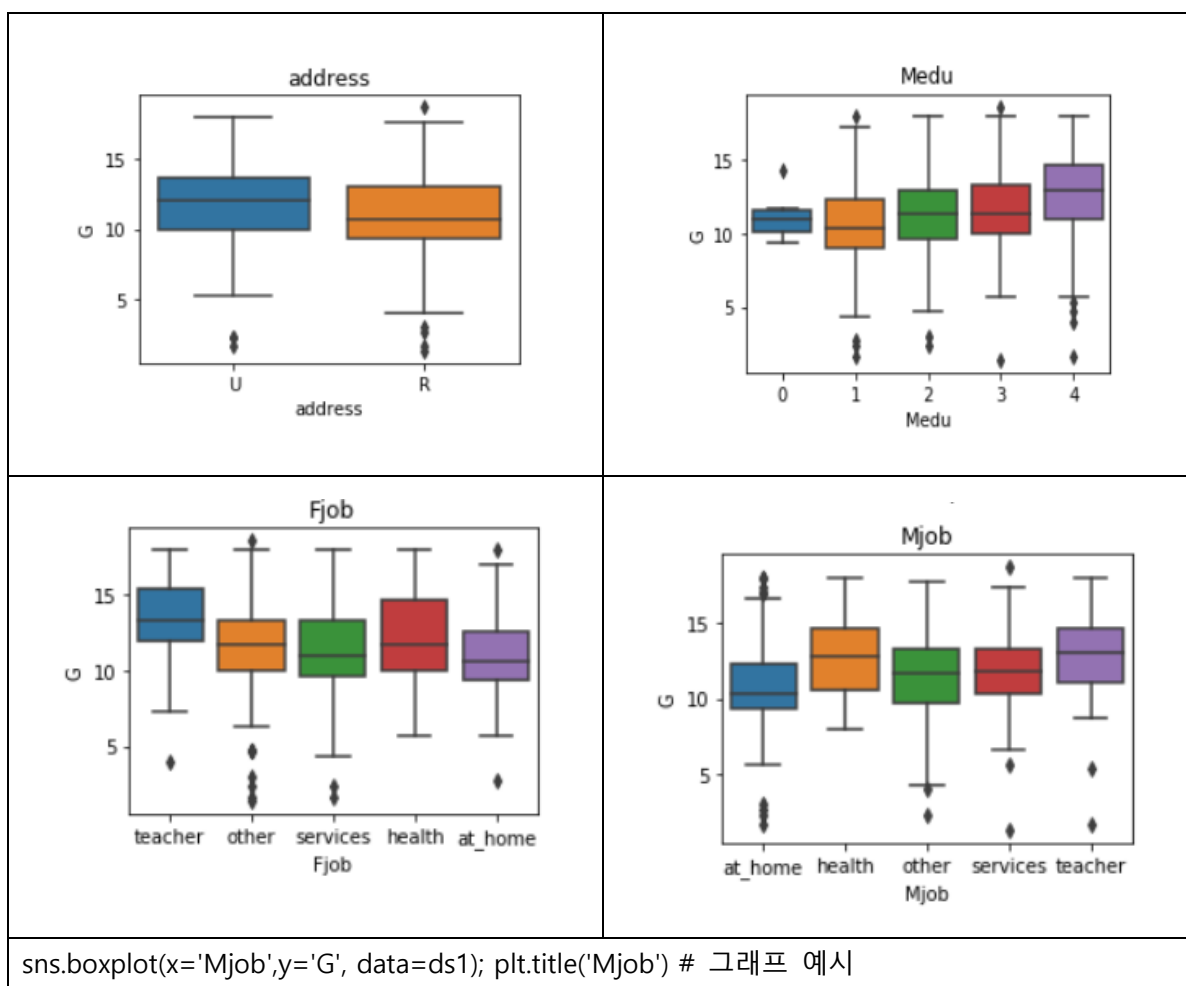 address
G
15
10
5
U R
address
Medu
G
15
10
5
0 1 2 3 4
Medu
Fjob
G
15
10
5
teacher other services health at_home
Fjob
Mjob
G
15
10
5
at_home health other services teacher
Mjob
sns.boxplot(x='Mjob',y='G', data=ds1); plt.title('Mjob') # 그래프 예시